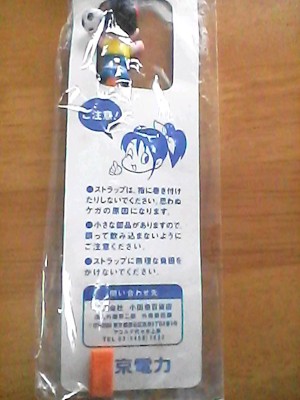 ご注意!
●ストラップは、指に巻き付け
たりしないでください。思わぬ
ケガの原因になります。
●小さな部品がありますので、
誤って飲み込まないように
ご注意ください。
●ストラップに無理な負荷を
かけないでください。
お問い合わせ先
京電力